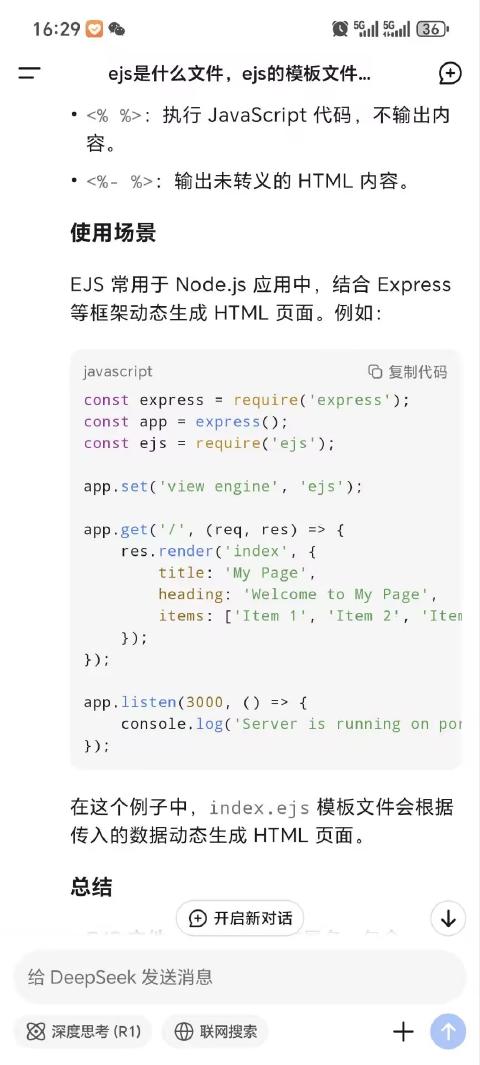 16:29 5G 5G 36
ejs是什么文件，ejs的模板文件...
• <% %>：执行 JavaScript 代码，不输出内
容。
• <%- %>：输出未转义的 HTML 内容。
使用场景
EJS 常用于 Node.js 应用中，结合 Express
等框架动态生成 HTML 页面。例如：
javascript 复制代码
const express = require('express');
const app = express();
const ejs = require('ejs');
app.set('view engine', 'ejs');
app.get('/', (req, res) => {
    res.render('index', {
        title: 'My Page',
        heading: 'Welcome to My Page',
        items: ['Item 1', 'Item 2', 'Item
    });
});
app.listen(3000, () => {
    console.log('Server is running on por
});
在这个例子中，index.ejs 模板文件会根据
传入的数据动态生成 HTML 页面。
总结
开启新对话
给 DeepSeek 发送消息
深度思考 (R1) 联网搜索